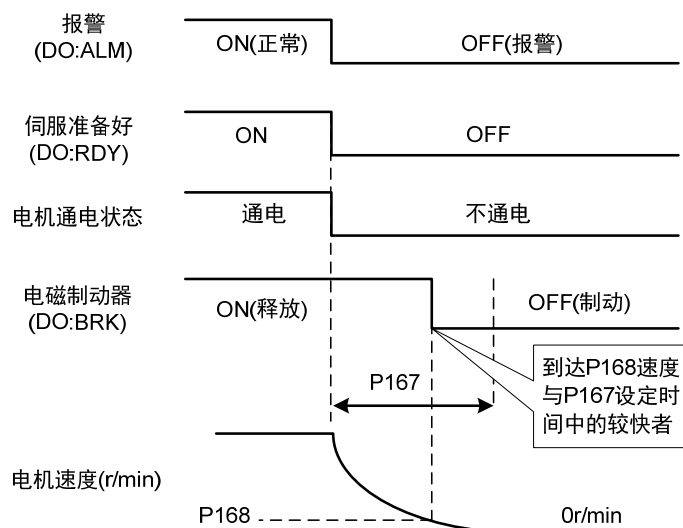 报警
(DO:ALM)
ON(正常)
OFF(报警)
伺服准备好
(DO:RDY)
ON
OFF
电机通电状态
通电
不通电
电磁制动器
(DO:BRK)
ON(释放)
OFF(制动)
P167
到达P168速度
与P167设定时
间中的较快者
电机速度(r/min)
P168
0r/min